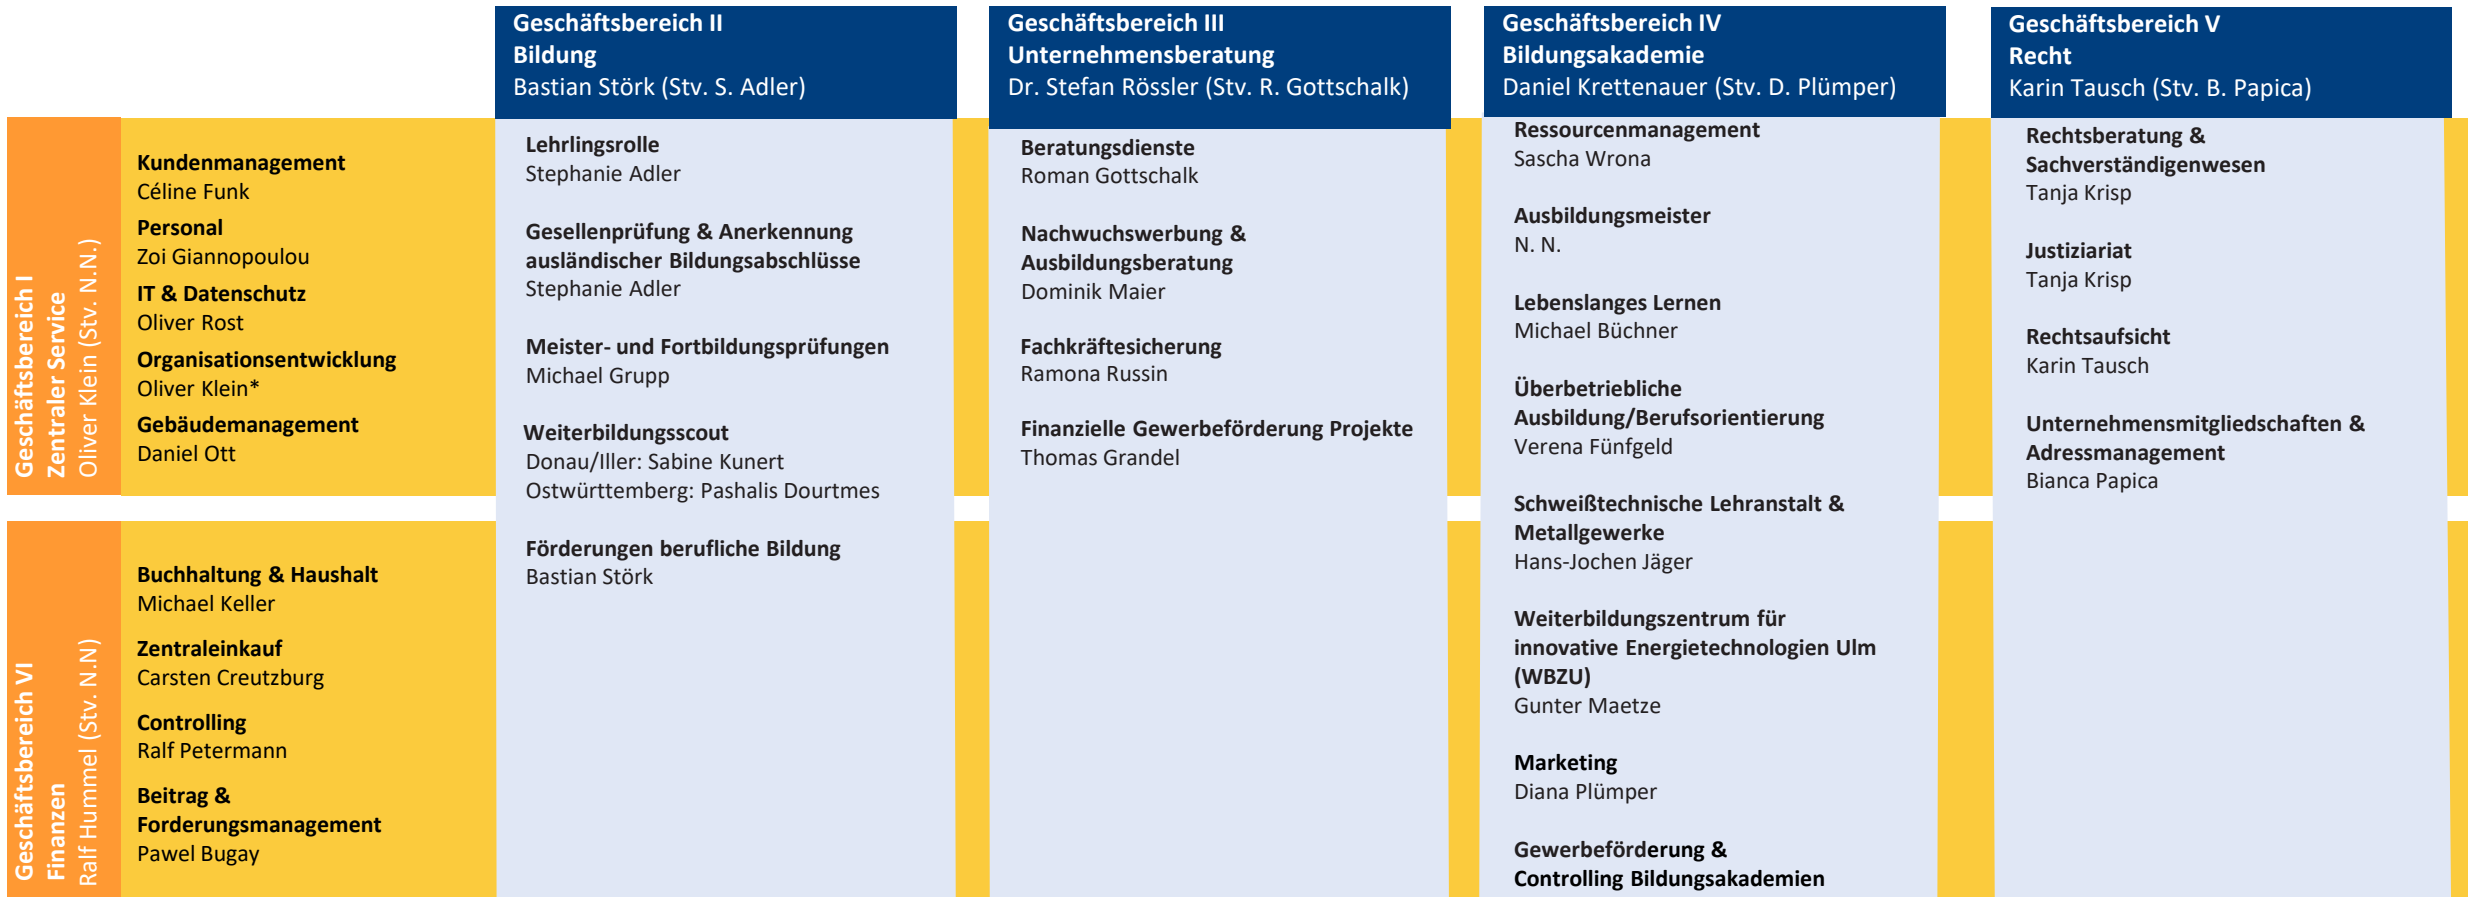 Geschäftsbereich II
Bildung
Bastian Störk (Stv. S. Adler)
Geschäftsbereich III
Unternehmensberatung
Dr. Stefan Rössler (Stv. R. Gottschalk)
Geschäftsbereich IV
Bildungsakademie
Daniel Krettenauer (Stv. D. Plümper)
Geschäftsbereich V
Recht
Karin Tausch (Stv. B. Papica)
Geschäftsbereich I
Zentraler Service
Oliver Klein (Stv. N.N.)
Kundenmanagement
Céline Funk
Personal
Zoi Giannopoulou
IT & Datenschutz
Oliver Rost
Organisationsentwicklung
Oliver Klein*
Gebäudemanagement
Daniel Ott
Geschäftsbereich VI
Finanzen
Ralf Hummel (Stv. N.N)
Buchhaltung & Haushalt
Michael Keller
Zentraleinkauf
Carsten Creutzburg
Controlling
Ralf Petermann
Beitrag &
Forderungsmanagement
Pawel Bugay
Lehrlingsrolle
Stephanie Adler
Gesellenprüfung & Anerkennung
ausländischer Bildungsabschlüsse
Stephanie Adler
Meister- und Fortbildungsprüfungen
Michael Grupp
Weiterbildungsscout
Donau/Iller: Sabine Kunert
Ostwürttemberg: Pashalis Dourtmes
Förderungen berufliche Bildung
Bastian Störk
Beratungsdienste
Roman Gottschalk
Nachwuchswerbung &
Ausbildungsberatung
Dominik Maier
Fachkräftesicherung
Ramona Russin
Finanzielle Gewerbeförderung Projekte
Thomas Grandel
Ressourcenmanagement
Sascha Wrona
Ausbildungsmeister
N. N.
Lebenslanges Lernen
Michael Büchner
Überbetriebliche
Ausbildung/Berufsorientierung
Verena Fünfgeld
Schweißtechnische Lehranstalt &
Metallgewerke
Hans-Jochen Jäger
Weiterbildungszentrum für
innovative Energietechnologien Ulm
(WBZU)
Gunter Maetze
Marketing
Diana Plümper
Gewerbeförderung &
Controlling Bildungsakademien
Rechtsberatung &
Sachverständigenwesen
Tanja Krisp
Justiziariat
Tanja Krisp
Rechtsaufsicht
Karin Tausch
Unternehmensmitgliedschaften &
Adressmanagement
Bianca Papica